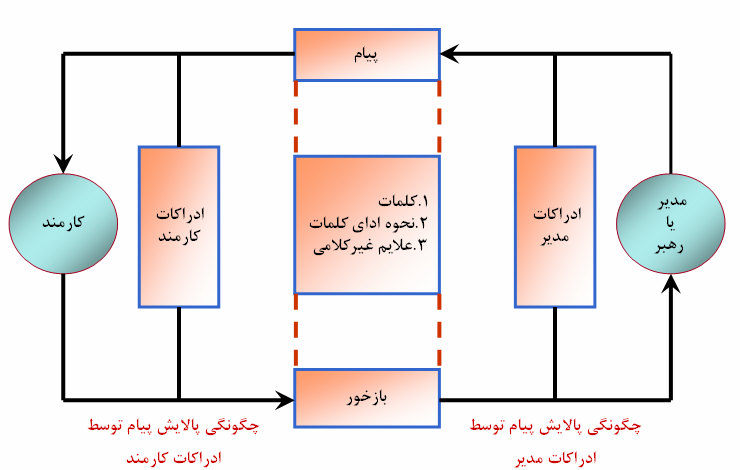 پیام
مدیر
یا
رهبر
ادراکات
مدیر
۱.کلمات
۲.نحوه ادای کلمات
۳.علایم غیرکلامی
ادراکات
کارمند
کارمند
بازخور
چگونگی پالایش پیام توسط
ادراکات مدیر
چگونگی پالایش پیام توسط
ادراکات کارمند